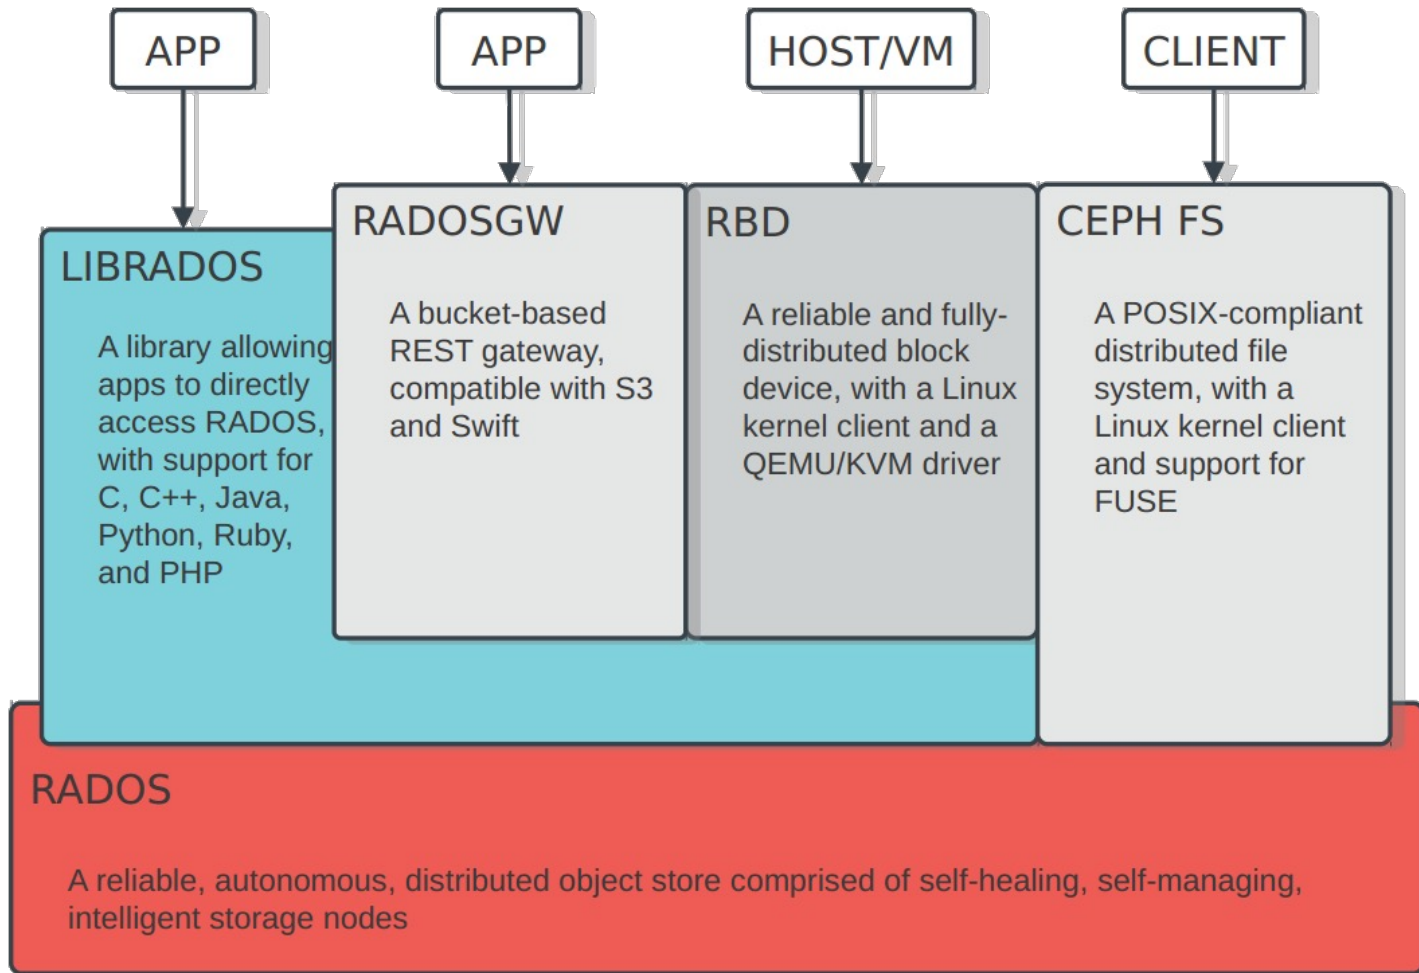 APP
APP
HOST/VM
CLIENT
LIBRADOS
A library allowing
apps to directly
access RADOS,
with support for
C, C++, Java,
Python, Ruby,
and PHP
RADOSGW
A bucket-based
REST gateway,
compatible with S3
and Swift
RBD
A reliable and fully-
distributed block
device, with a Linux
kernel client and a
QEMU/KVM driver
CEPH FS
A POSIX-compliant
distributed file
system, with a
Linux kernel client
and support for
FUSE
RADOS
A reliable, autonomous, distributed object store comprised of self-healing, self-managing,
intelligent storage nodes